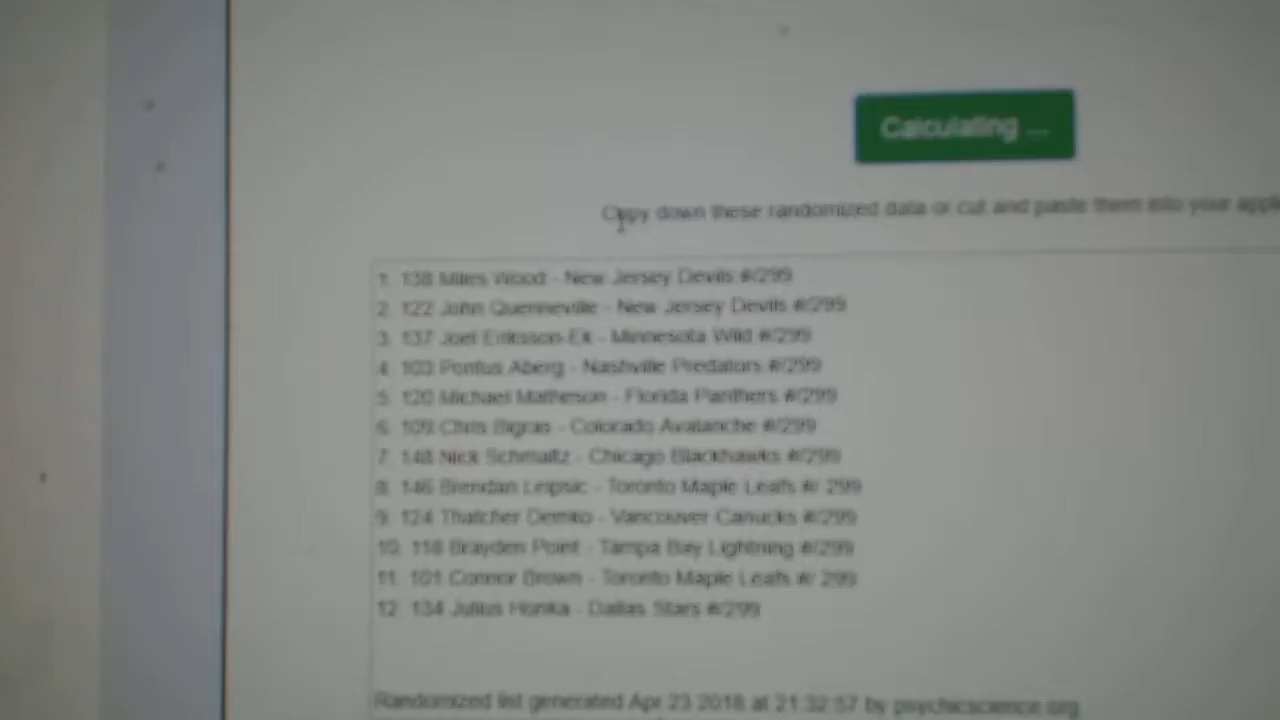 Calculating ...
Copy down these randomized data or cut and paste them into your
1. 138 Miles Wood - New Jersey Devils #/299
2. 122 John Quenneville - New Jersey Devils #/299
3. 137 Joel Eriksson-Ek - Minnesota Wild #/299
4. 103 Pontus Aberg - Nashville Predators #/299
5. 120 Michael Matheson - Florida Panthers #/299
6. 109 Chris Bigras - Colorado Avalanche #/299
7. 148 Nick Schmaltz - Chicago Blackhawks #/299
8. 146 Brendan Leipsic - Toronto Maple Leafs #/ 299
9. 124 Thatcher Demko - Vancouver Canucks #/299
10. 118 Brayden Point - Tampa Bay Lightning #/299
11. 101 Connor Brown - Toronto Maple Leafs #/ 299
12. 134 Julius Honka - Dallas Stars #/299
Randomized list generated Apr 23 2018 at 21:32:57 by psychicscience.org